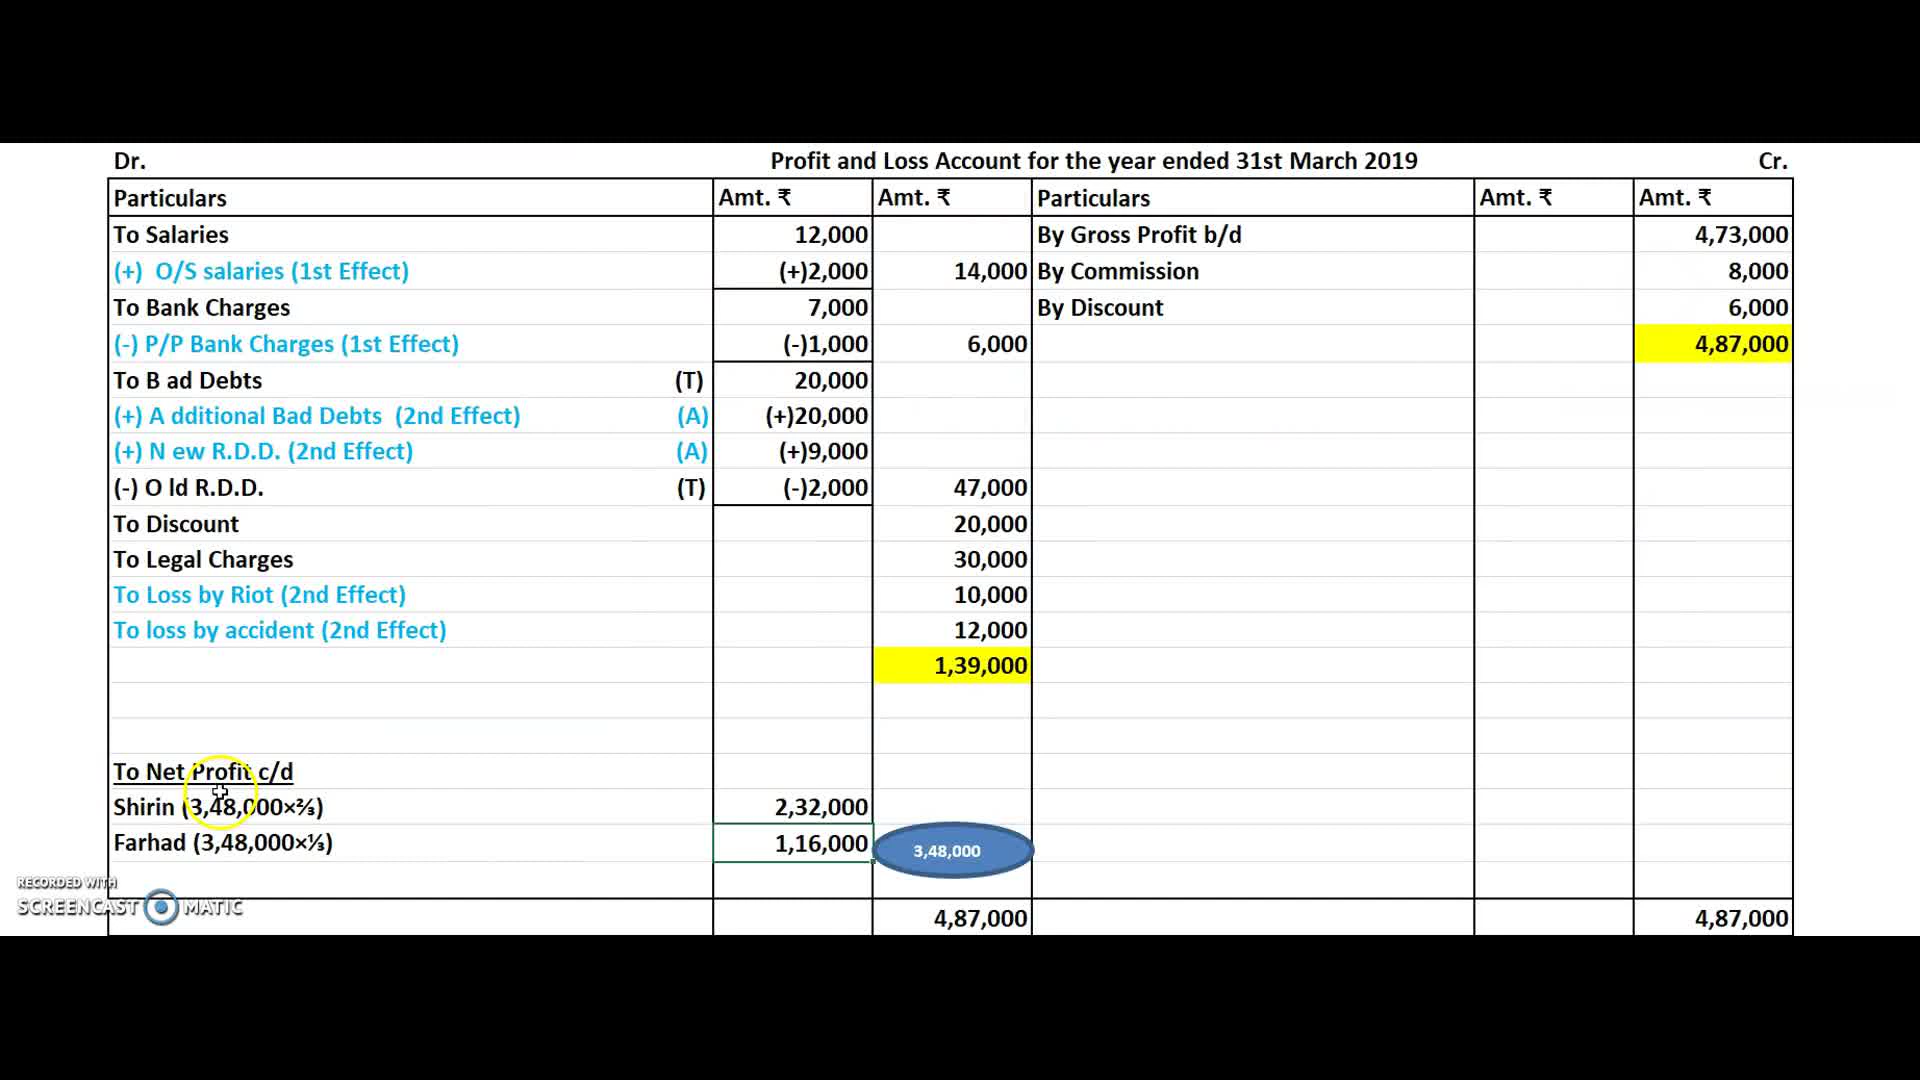 Dr. Profit and Loss Account for the year ended 31st March 2019 Cr.
Particulars Amt. ₹ Amt. ₹ Particulars Amt. ₹ Amt. ₹
To Salaries 12,000 By Gross Profit b/d 4,73,000
(+) O/S salaries (1st Effect) (+)2,000 14,000 By Commission 8,000
To Bank Charges 7,000 By Discount 6,000
(-) P/P Bank Charges (1st Effect) (-)1,000 6,000 4,87,000
To B ad Debts (T) 20,000
(+) A dditional Bad Debts (2nd Effect) (A) (+)20,000
(+) N ew R.D.D. (2nd Effect) (A) (+)9,000
(-) O ld R.D.D. (T) (-)2,000 47,000
To Discount 20,000
To Legal Charges 30,000
To Loss by Riot (2nd Effect) 10,000
To loss by accident (2nd Effect) 12,000
1,39,000
To Net Profit c/d
Shirin (3,48,000×⅔) 2,32,000
Farhad (3,48,000×⅓) 1,16,000 3,48,000
RECORDED WITH
SCREENCAST MATIC
4,87,000 4,87,000